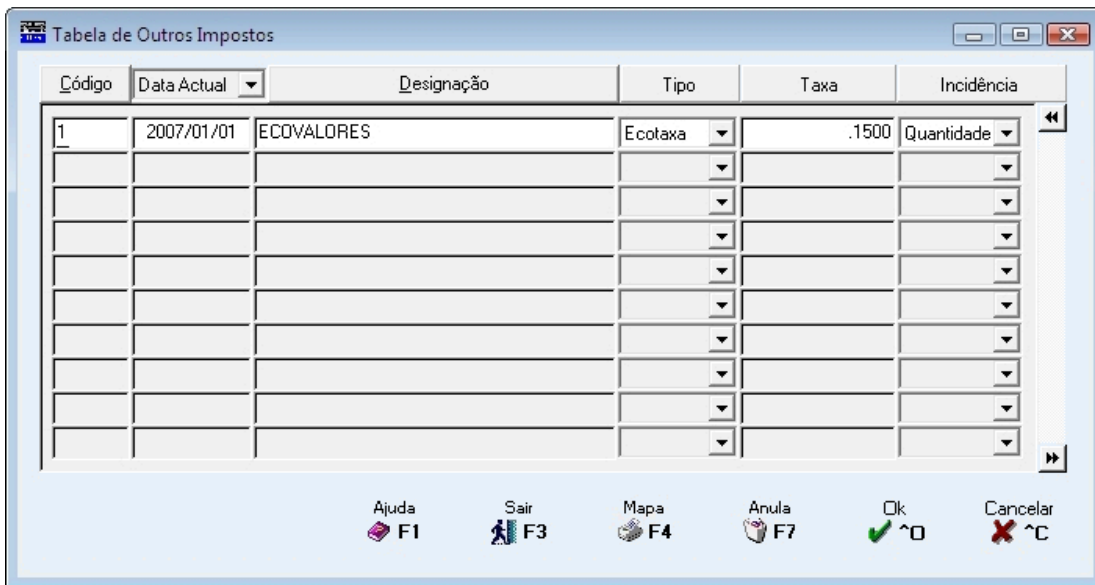 Tabela de Outros Impostos
Código Data Actual Designação Tipo Taxa Incidência
1 2007/01/01 ECOVALORES Ecotaxa .1500 Quantidade
Ajuda Sair Mapa Anula Ok Cancelar
F1 F3 F4 F7 ^O ^C